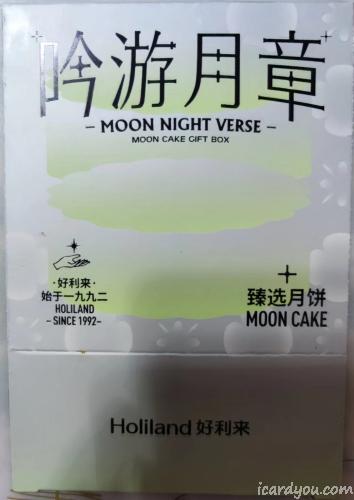 吟游月章
– MOON NIGHT VERSE –
MOON CAKE GIFT BOX
·好利来·
始于一九九二
HOLILAND
– SINCE 1992–
臻选月饼
MOON CAKE
Holiland 好利来
icardyou.com